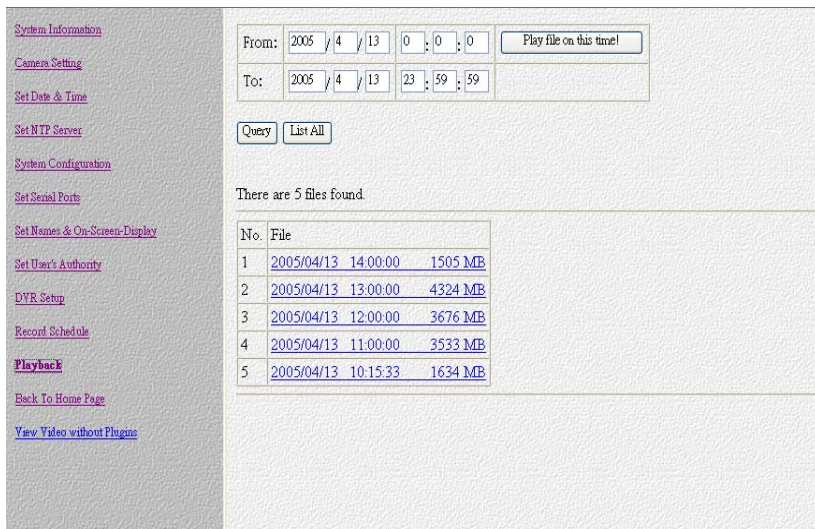 System Information
Camera Setting
Set Date & Time
Set NTP Server
System Configuration
Set Serial Ports
Set Names & On-Screen-Display
Set User's Authority
DVR Setup
Record Schedule
Playback
Back To Home Page
View Video without Plugins
From: 2005 / 4 / 13 0 : 0 : 0 Play file on this time!
To: 2005 / 4 / 13 23 : 59 : 59
Query List All
There are 5 files found.
No. File
1 2005/04/13 14:00:00 1505 MB
2 2005/04/13 13:00:00 4324 MB
3 2005/04/13 12:00:00 3676 MB
4 2005/04/13 11:00:00 3533 MB
5 2005/04/13 10:15:33 1634 MB